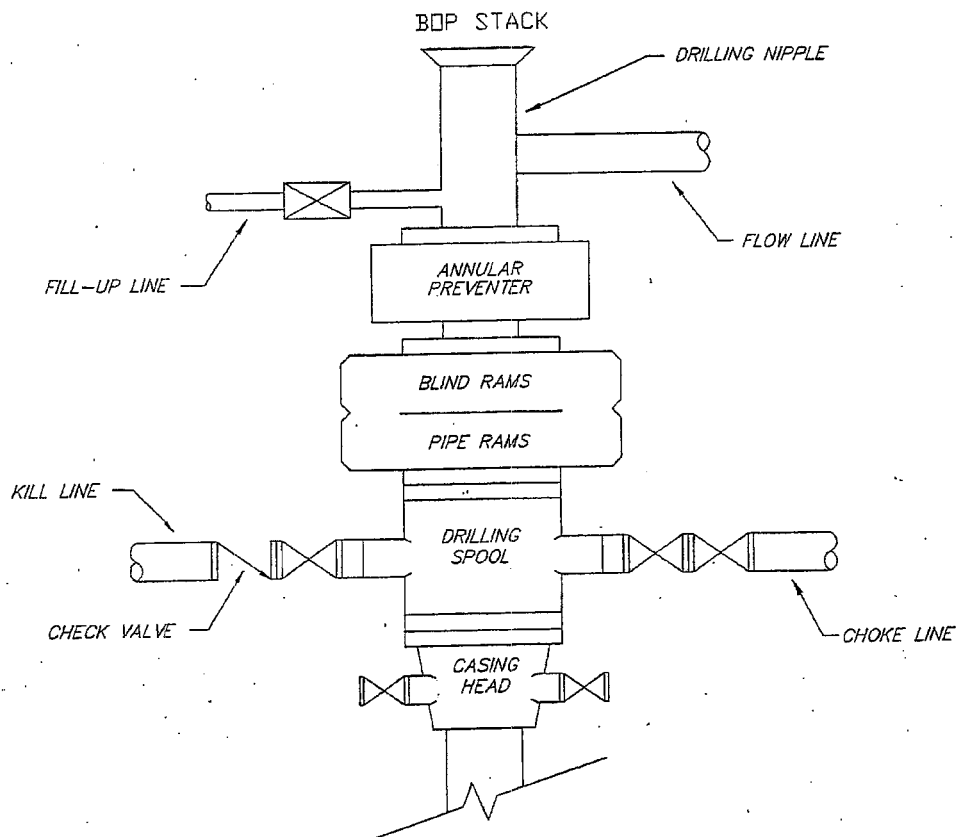 BOP STACK
DRILLING NIPPLE
FLOW LINE
FILL-UP LINE
ANNULAR
PREVENTER
BLIND RAMS
PIPE RAMS
KILL LINE
DRILLING
SPOOL
CHECK VALVE
CHOKE LINE
CASING
HEAD